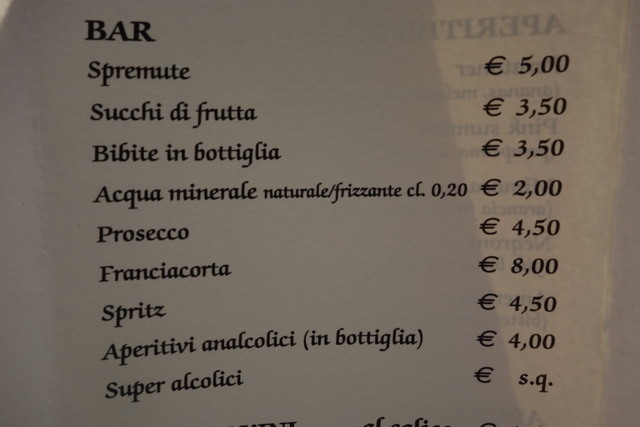 BAR
Spremute € 5,00
Succhi di frutta € 3,50
Bibite in bottiglia € 3,50
Acqua minerale naturale/frizzante cl. 0,20 € 2,00
Prosecco € 4,50
Franciacorta € 8,00
Spritz € 4,50
Aperitivi analcolici (in bottiglia) € 4,00
Super alcolici € s.q.